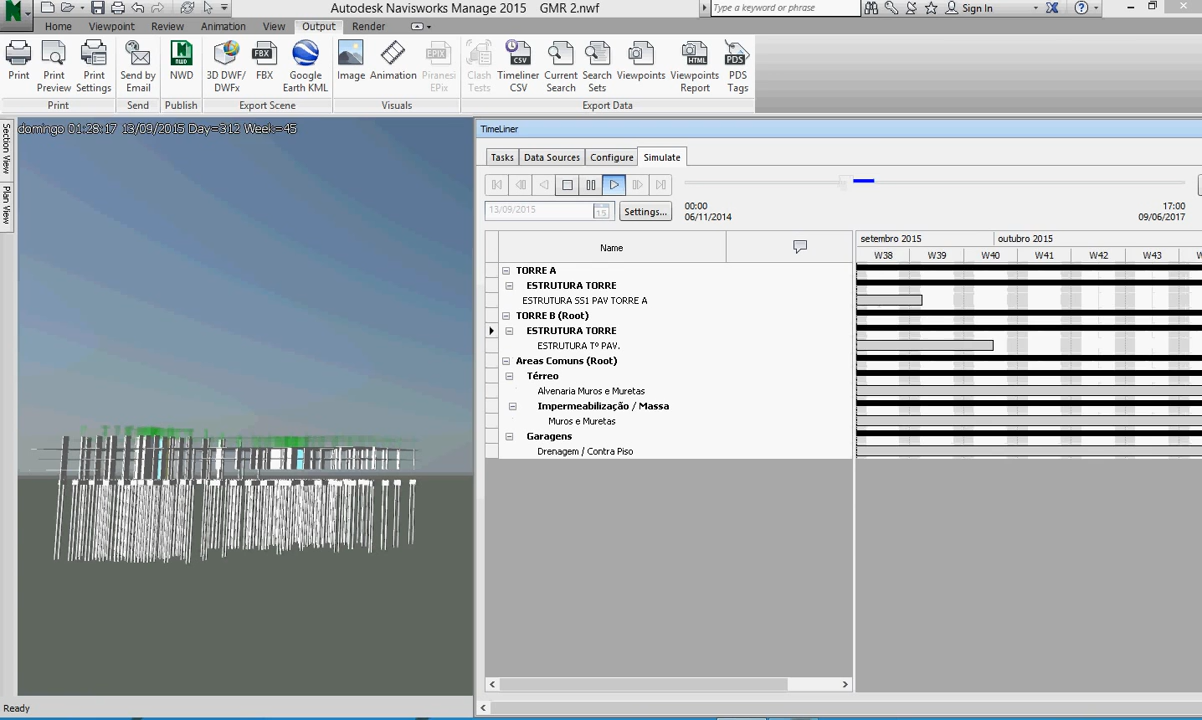 Autodesk Navisworks Manage 2015 GMR 2.nwf
Type a keyword or phrase
Sign In
Home Viewpoint Review Animation View Output Render
Print
Print Preview
Print Settings
Send by Email
NWD
3D DWF/ DWFx
FBX
Google Earth KML
Image
Animation
Piranesi EPix
Clash Tests
Timeliner CSV
Current Search
Search Sets
Viewpoints
Viewpoints Report
PDS Tags
Print Send Publish Export Scene Visuals Export Data
Section View
Plan View
domingo 01:28:17 13/09/2015 Day=312 Week=45
TimeLiner
Tasks Data Sources Configure Simulate
13/09/2015
15
Settings...
00:00
06/11/2014
17:00
09/06/2017
Name
setembro 2015 outubro 2015
W38 W39 W40 W41 W42 W43
TORRE A
ESTRUTURA TORRE
ESTRUTURA SS1 PAV TORRE A
TORRE B (Root)
ESTRUTURA TORRE
ESTRUTURA Tº PAV.
Areas Comuns (Root)
Térreo
Alvenaria Muros e Muretas
Impermeabilização / Massa
Muros e Muretas
Garagens
Drenagem / Contra Piso
Ready